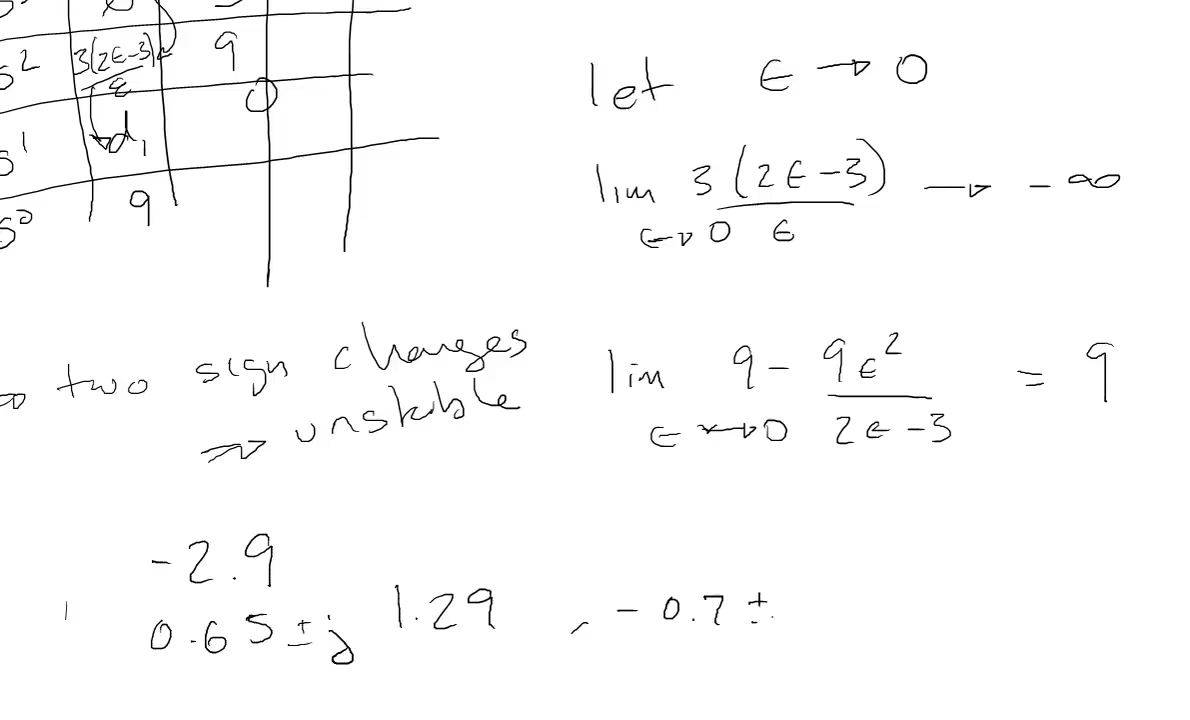 s² 3(2ϵ-3)/ε 9
s¹ d₁ 0
s⁰ 9
let ϵ → 0
lim ϵ→0 3(2ϵ-3)/ϵ → -∞
two sign changes
⇒ unstable
lim ϵ→0 9 - 9ϵ²/(2ϵ-3) = 9
-2.9
0.65 ± j 1.29 , -0.7 ±